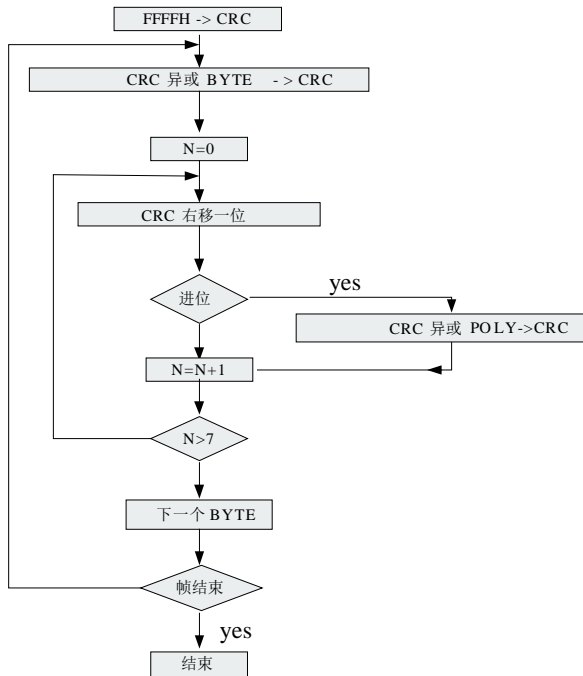 FFFFH -> CRC
CRC 异或 BYTE - > CRC
N=0
CRC 右移一位
进位
yes
CRC 异或 POLY->CRC
N=N+1
N>7
下一个 BYTE
帧结束
yes
结束